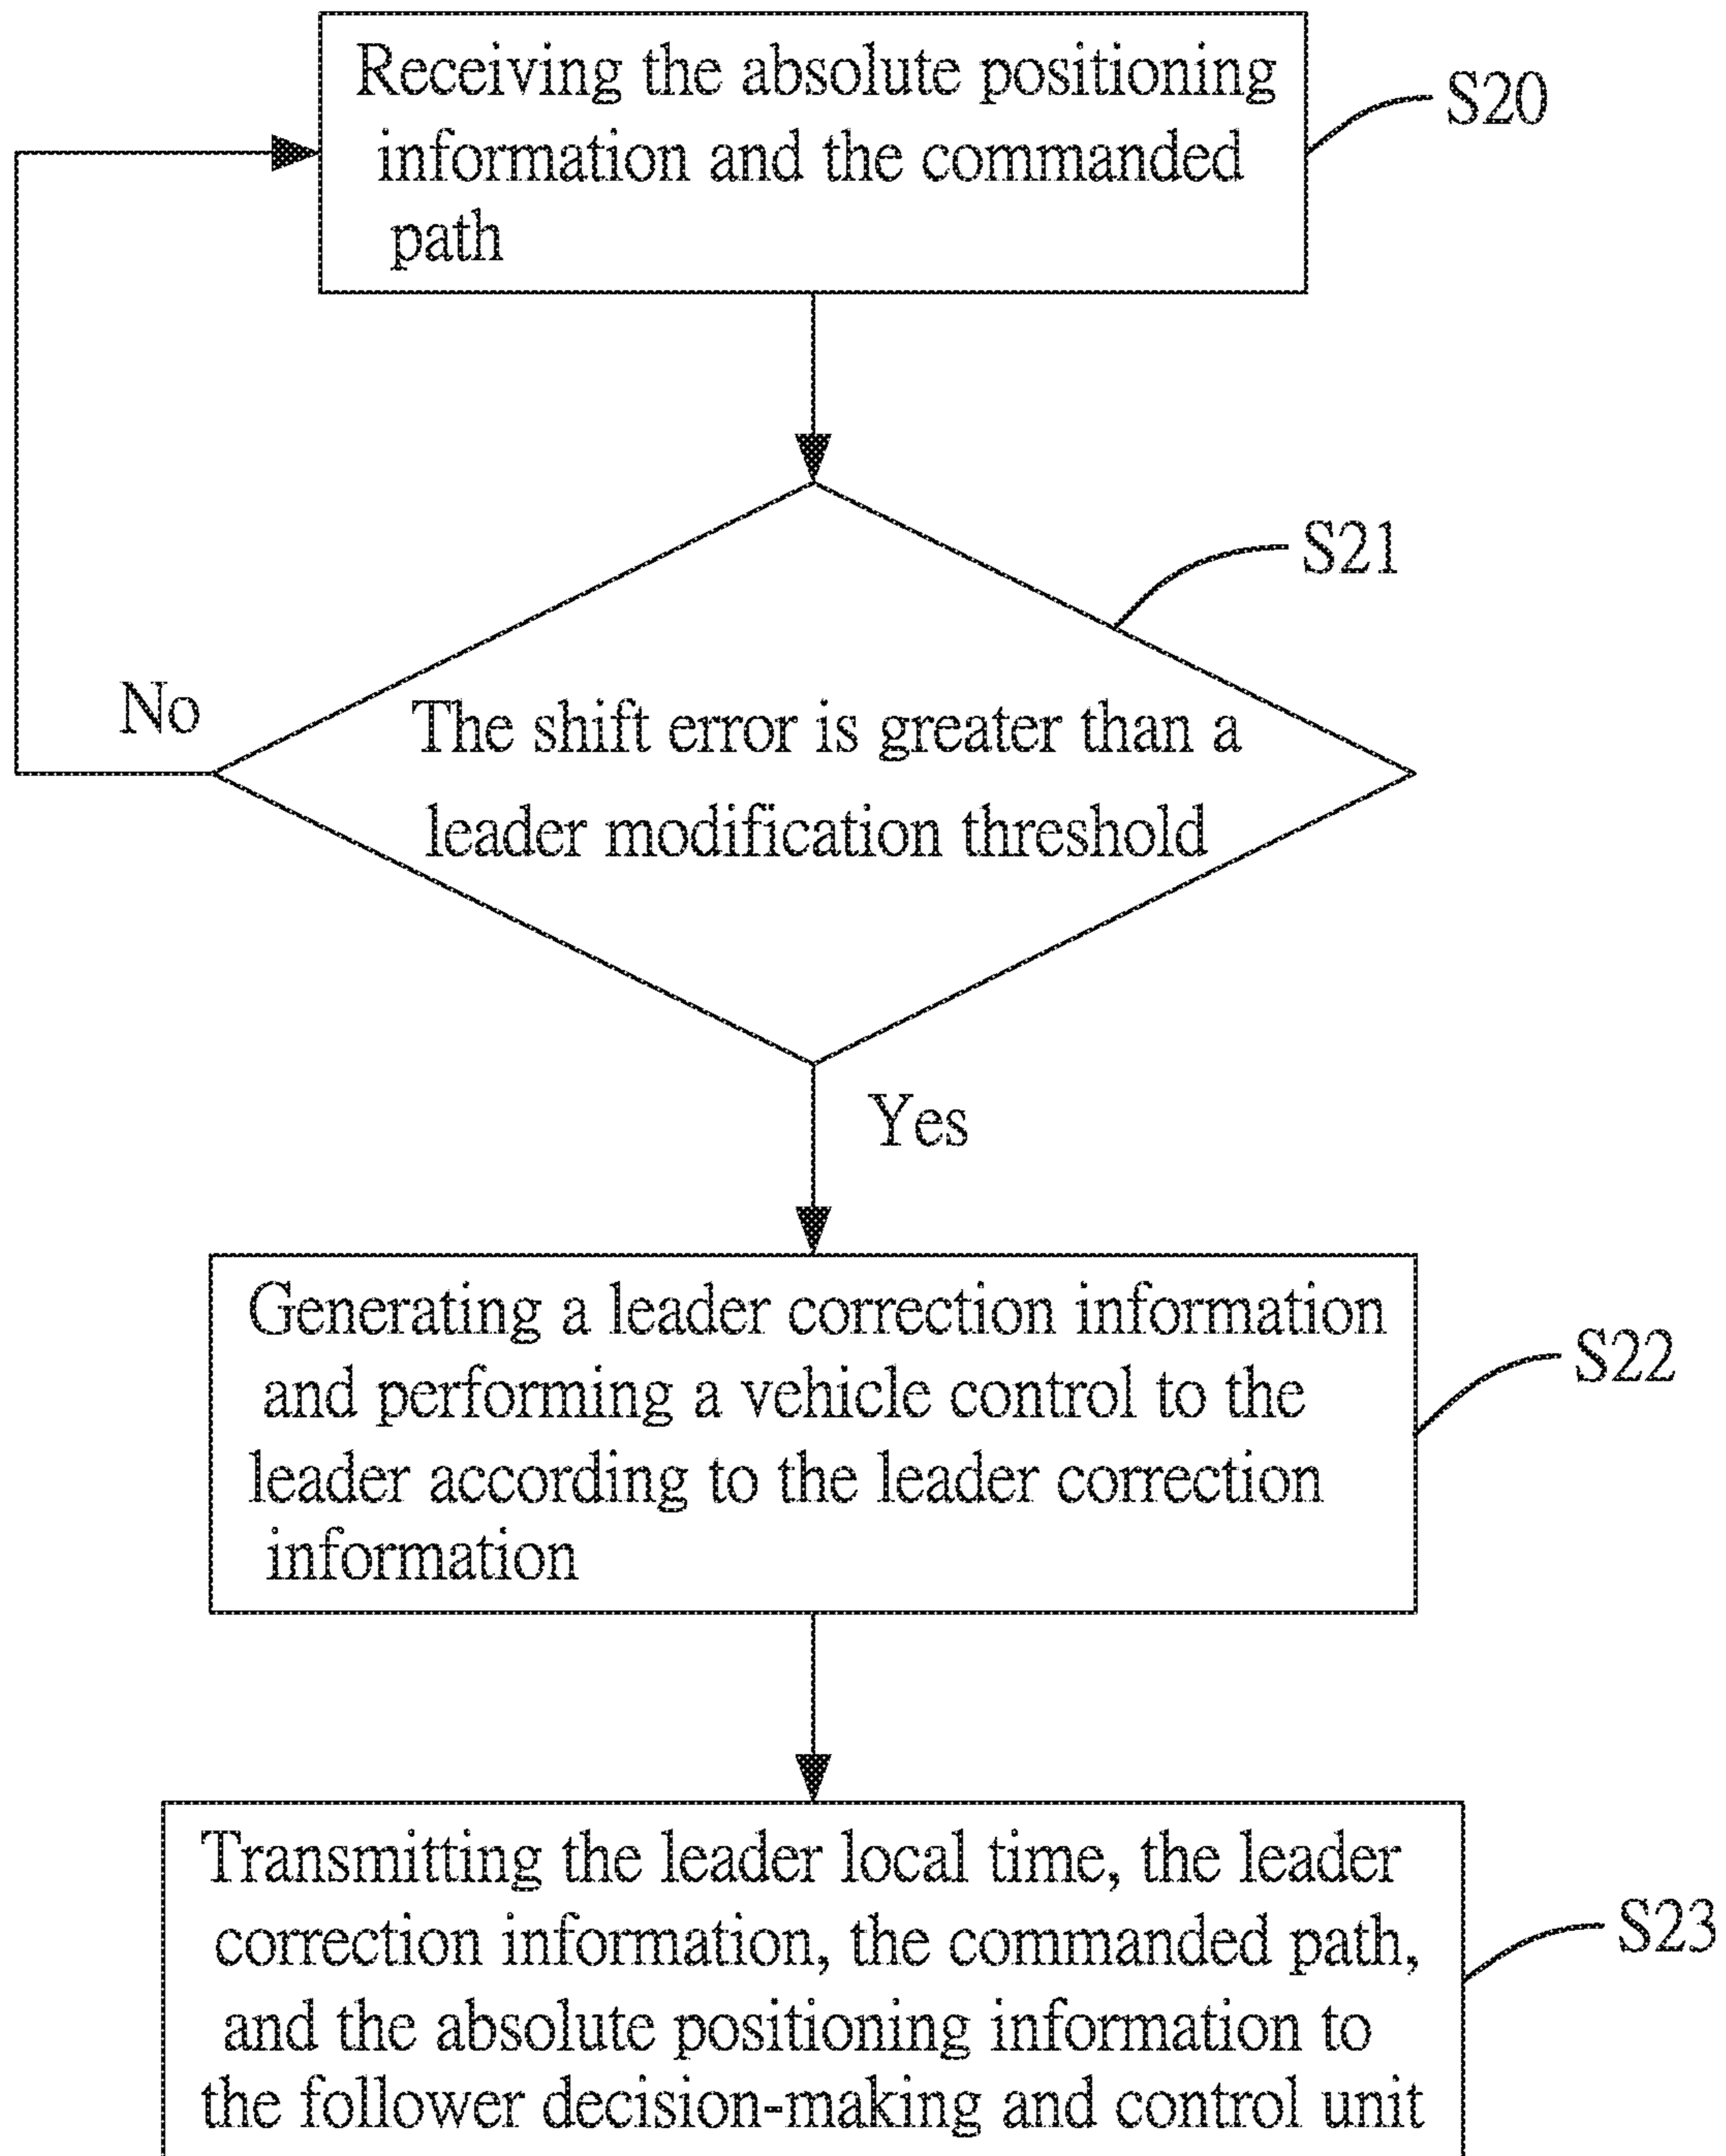 Receiving the absolute positioning
information and the commanded
path
S20
S21
No
The shift error is greater than a
leader modification threshold
Yes
Generating a leader correction information
and performing a vehicle control to the
leader according to the leader correction
information
S22
Transmitting the leader local time, the leader
correction information, the commanded path,
and the absolute positioning information to
the follower decision-making and control unit
S23